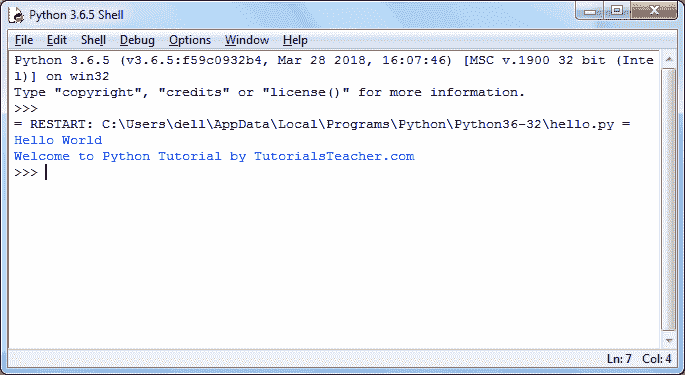 Python 3.6.5 Shell
File Edit Shell Debug Options Window Help
Python 3.6.5 (v3.6.5:f59c0932b4, Mar 28 2018, 16:07:46) [MSC v.1900 32 bit (Inte
l)] on win32
Type "copyright", "credits" or "license()" for more information.
>>>
= RESTART: C:\Users\dell\AppData\Local\Programs\Python\Python36-32\hello.py =
Hello World
Welcome to Python Tutorial by TutorialsTeacher.com
>>>
Ln: 7 Col: 4